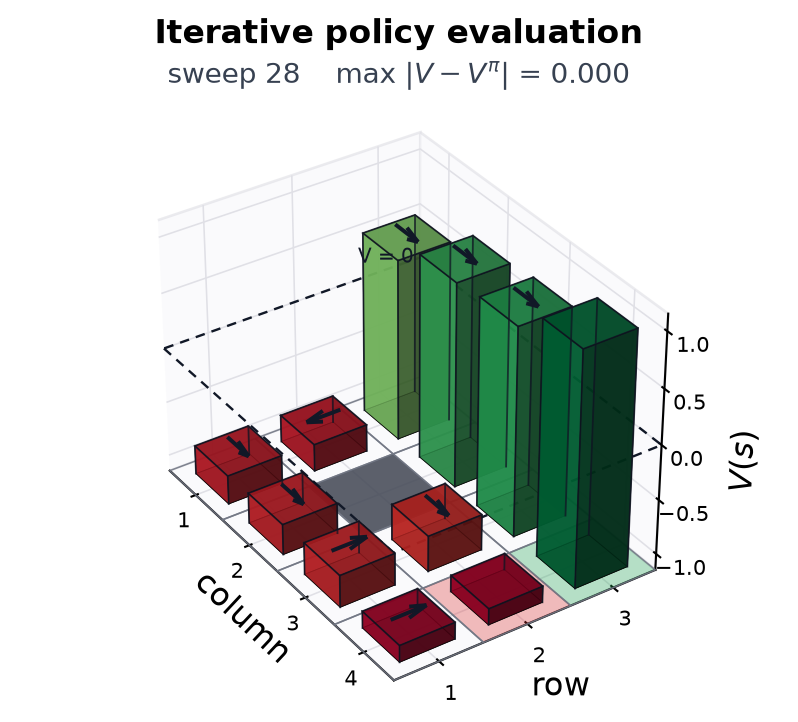 Iterative policy evaluation
sweep 28 max |V − V^π| = 0.000
V = 0
1.0
0.5
0.0
−0.5
−1.0
V(s)
1
2
3
4
column
1
2
3
row